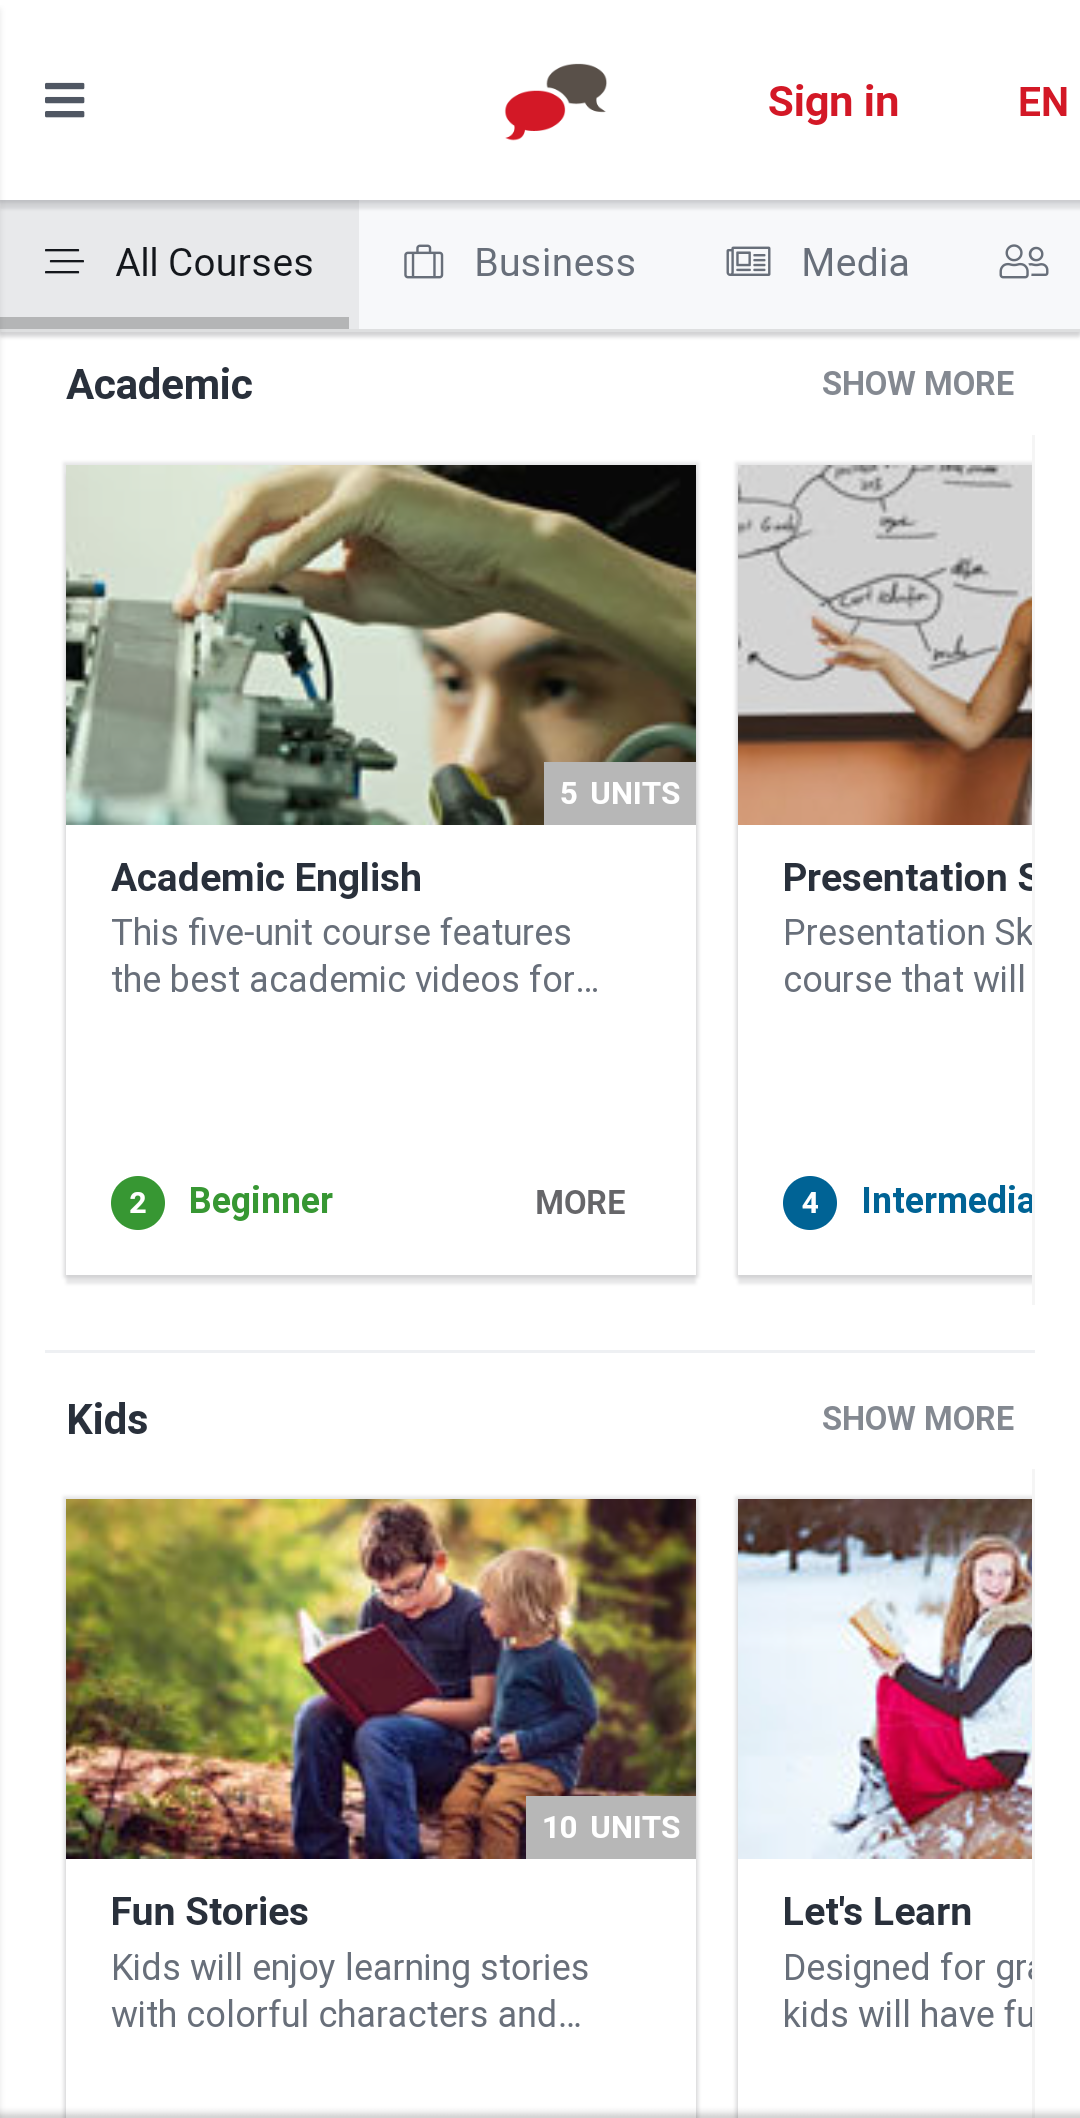 Sign in
EN
All Courses
Business
Media
Academic
SHOW MORE
5 UNITS
Academic English
This five-unit course features
the best academic videos for...
2 Beginner
MORE
Presentation S
Presentation Sk
course that will
4 Intermedia
Kids
SHOW MORE
10 UNITS
Fun Stories
Kids will enjoy learning stories
with colorful characters and...
Let's Learn
Designed for gra
kids will have fu